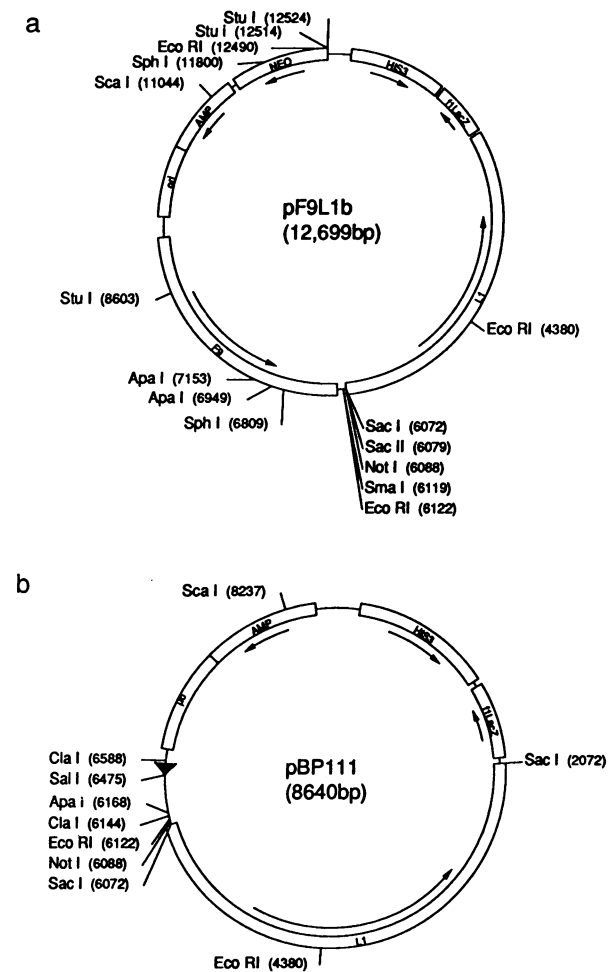 a
Stu I (12524)
Stu I (12514)
Eco RI (12490)
Sph I (11800)
Sca I (11044)
NEO
HIS3
f1LacZ
AMP
ori
pF9L1b
(12,699bp)
Stu I (8603)
L1
Eco RI (4380)
Apa I (7153)
Apa I (6949)
Sph I (6809)
Sac I (6072)
Sac II (6079)
Not I (6088)
Sma I (6119)
Eco RI (6122)
b
Sca I (8237)
AMP
HIS3
ori
f1LacZ
Cla I (6588)
Sal I (6475)
Apa i (6168)
Cla I (6144)
Eco RI (6122)
Not I (6088)
Sac I (6072)
pBP111
(8640bp)
Sac I (2072)
L1
Eco RI (4380)